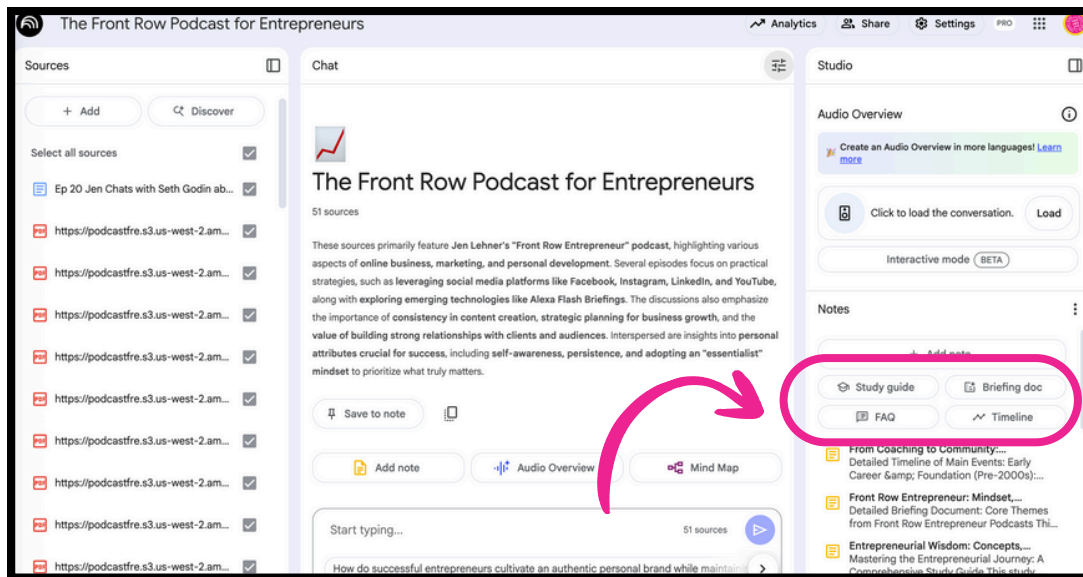 The Front Row Podcast for Entrepreneurs
Analytics
Share
Settings
PRO
Sources
+ Add
Discover
Select all sources
Ep 20 Jen Chats with Seth Godin ab...
https://podcastfre.s3.us-west-2.am...
https://podcastfre.s3.us-west-2.am...
https://podcastfre.s3.us-west-2.am...
https://podcastfre.s3.us-west-2.am...
https://podcastfre.s3.us-west-2.am...
https://podcastfre.s3.us-west-2.am...
https://podcastfre.s3.us-west-2.am...
https://podcastfre.s3.us-west-2.am...
https://podcastfre.s3.us-west-2.am...
Chat
The Front Row Podcast for Entrepreneurs
51 sources
These sources primarily feature Jen Lehner's "Front Row Entrepreneur" podcast, highlighting various
aspects of online business, marketing, and personal development. Several episodes focus on practical
strategies, such as leveraging social media platforms like Facebook, Instagram, LinkedIn, and YouTube,
along with exploring emerging technologies like Alexa Flash Briefings. The discussions also emphasize
the importance of consistency in content creation, strategic planning for business growth, and the
value of building strong relationships with clients and audiences. Interspersed are insights into personal
attributes crucial for success, including self-awareness, persistence, and adopting an "essentialist"
mindset to prioritize what truly matters.
Save to note
Add note
Audio Overview
Mind Map
Start typing...
51 sources
How do successful entrepreneurs cultivate an authentic personal brand while maintaini
Studio
Audio Overview
Create an Audio Overview in more languages! Learn
more
Click to load the conversation.
Load
Interactive mode BETA
Notes
+ Add note
Study guide
Briefing doc
FAQ
Timeline
From Coaching to Community:...
Detailed Timeline of Main Events: Early
Career &amp; Foundation (Pre-2000s):...
Front Row Entrepreneur: Mindset,...
Detailed Briefing Document: Core Themes
from Front Row Entrepreneur Podcasts Thi...
Entrepreneurial Wisdom: Concepts,...
Mastering the Entrepreneurial Journey: A
Comprehensive Study Guide This study